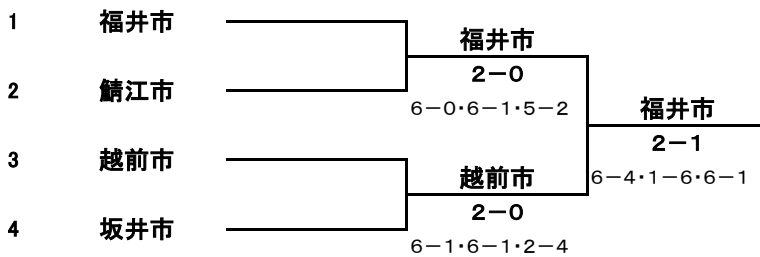 1 福井市
福井市
2－0
2 鯖江市
6－0・6－1・5－2
福井市
2－1
3 越前市
越前市
6－4・1－6・6－1
2－0
4 坂井市
6－1・6－1・2－4